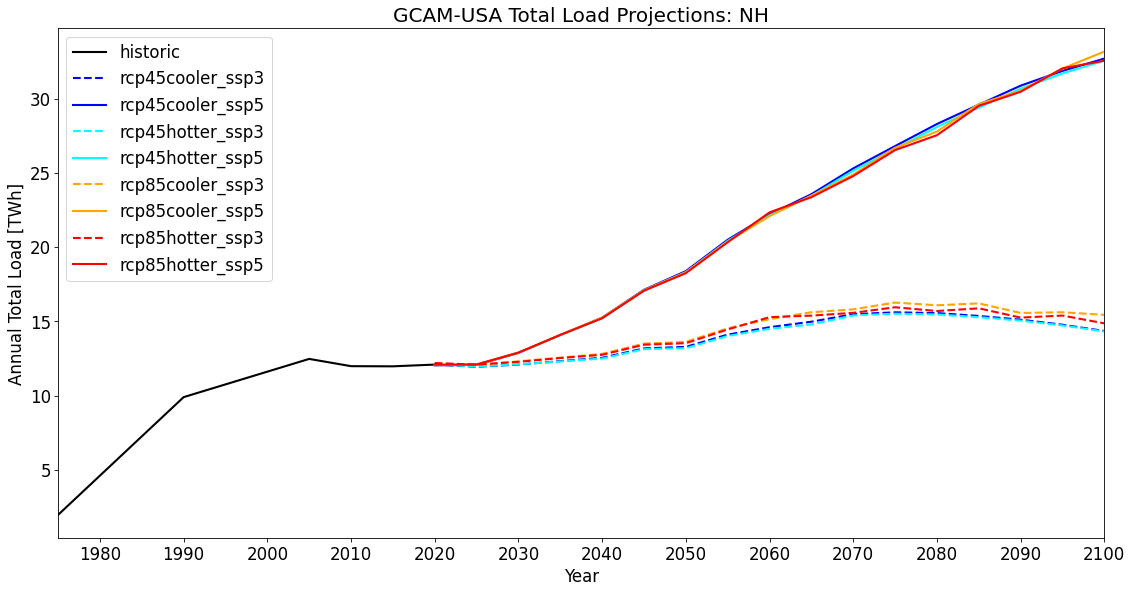 GCAM-USA Total Load Projections: NH
historic
rcp45cooler_ssp3
rcp45cooler_ssp5
rcp45hotter_ssp3
rcp45hotter_ssp5
rcp85cooler_ssp3
rcp85cooler_ssp5
rcp85hotter_ssp3
rcp85hotter_ssp5
Annual Total Load [TWh]
30
25
20
15
10
5
1980 1990 2000 2010 2020 2030 2040 2050 2060 2070 2080 2090 2100
Year